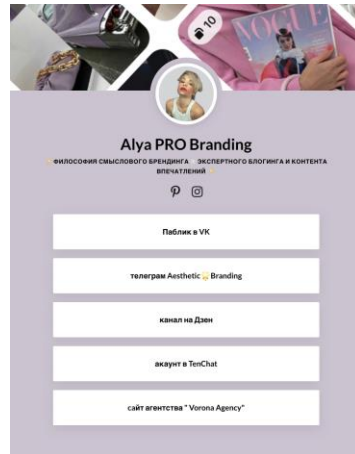 10
VOGUE
Alya PRO Branding
ФИЛОСОФИЯ СМЫСЛОВОГО БРЕНДИНГА ЭКСПЕРТНОГО БЛОГИНГА И КОНТЕНТА
ВПЕЧАТЛЕНИЙ
Паблик в VK
телеграм Aesthetic Branding
канал на Дзен
акаунт в TenChat
сайт агентства " Vorona Agency"